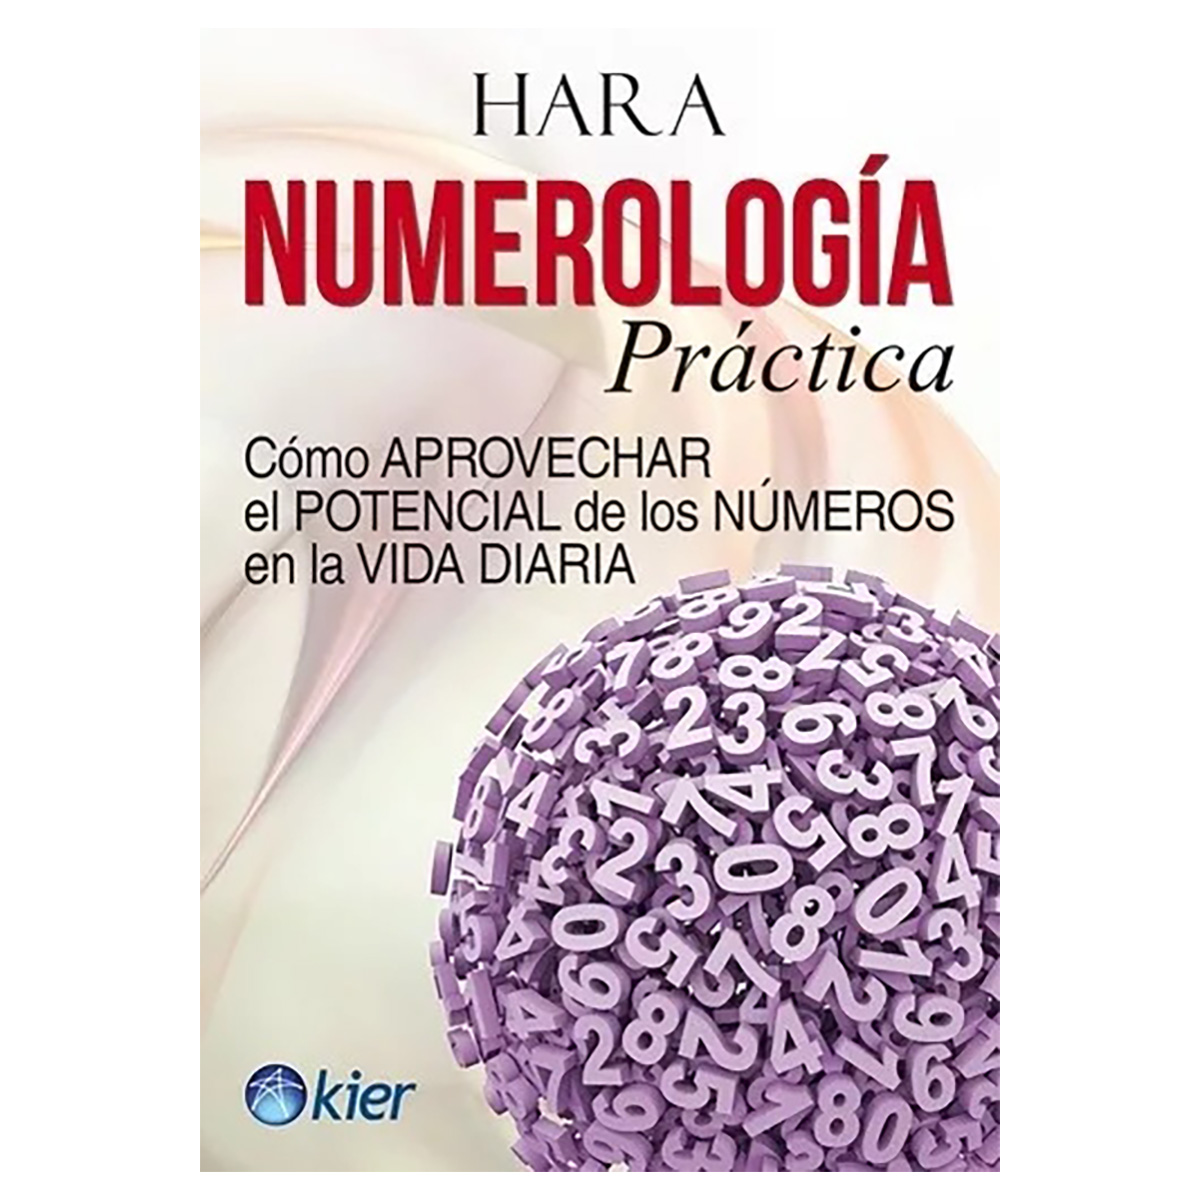 HARA
NUMEROLOGÍA
Práctica
Cómo APROVECHAR
el POTENCIAL de los NÚMEROS
en la VIDA DIARIA
kier